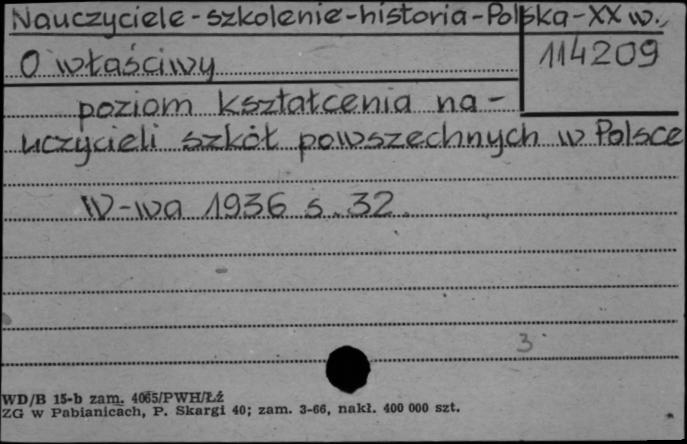 Nauczyciele-szkolenie-historia-Polska-XX w.
114209
O właściwy
poziom kształcenia na-
uczycieli szkół powszechnych w Polsce
W-wa 1936 s. 32.
3
WD/B 15-b zam. 4065/PWH/Łź
ZG w Pabianicach, P. Skargi 40; zam. 3-66, nakł. 400 000 szt.